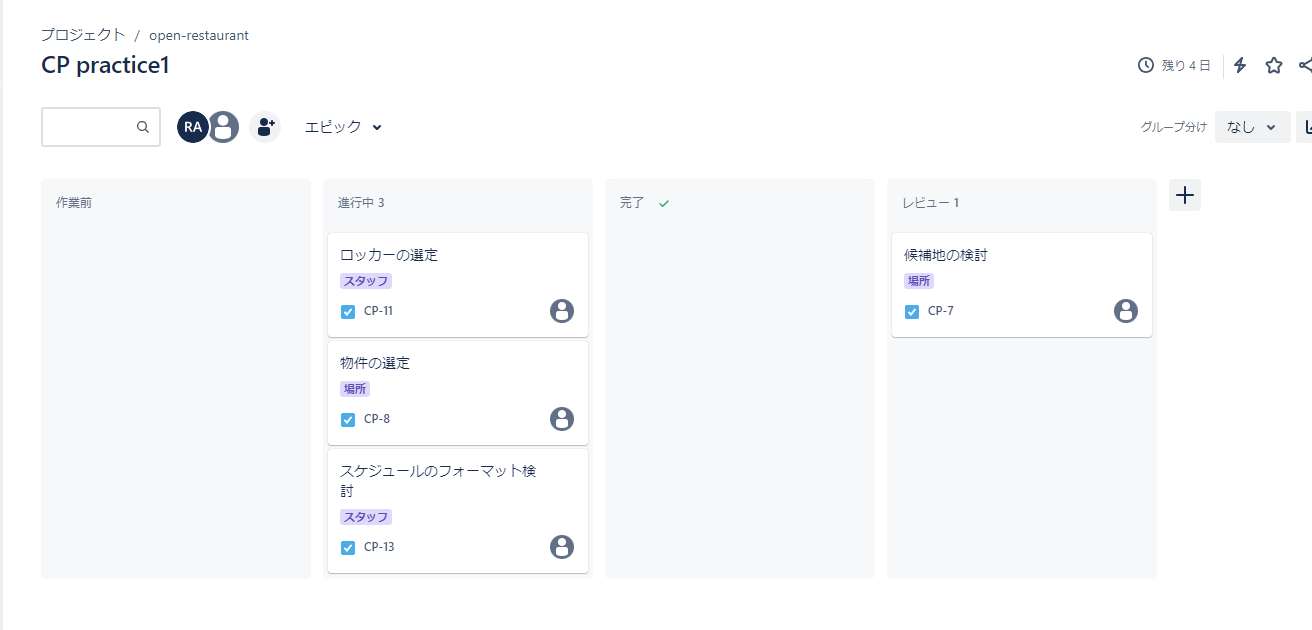 プロジェクト / open-restaurant
CP practice1
残り 4 日
RA
エピック
グループ分け
なし
作業前
進行中 3
ロッカーの選定
スタッフ
CP-11
物件の選定
場所
CP-8
スケジュールのフォーマット検
討
スタッフ
CP-13
完了
レビュー 1
候補地の検討
場所
CP-7